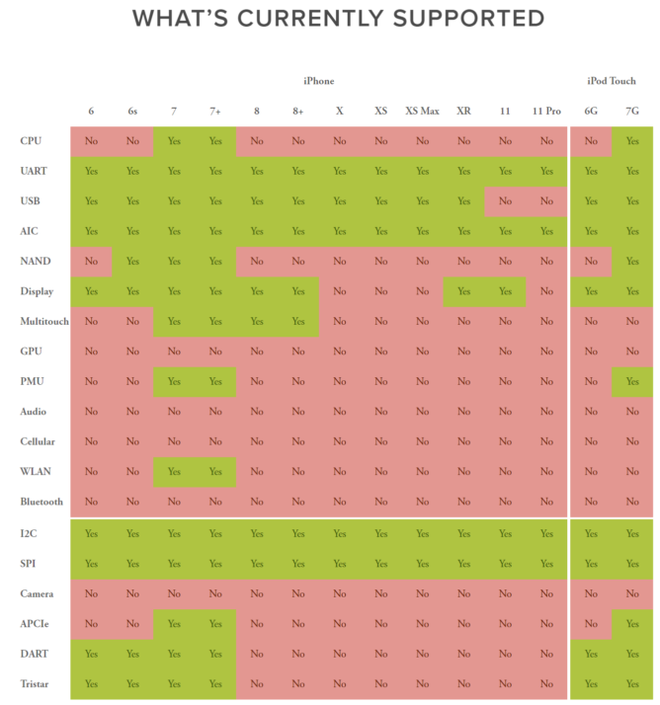 WHAT'S CURRENTLY SUPPORTED
iPhone iPod Touch
6 6s 7 7+ 8 8+ X XS XS Max XR 11 11 Pro 6G 7G
CPU No No Yes Yes No No No No No No No No No Yes
UART Yes Yes Yes Yes Yes Yes Yes Yes Yes Yes Yes Yes Yes Yes
USB Yes Yes Yes Yes Yes Yes Yes Yes Yes Yes No No Yes Yes
AIC Yes Yes Yes Yes Yes Yes Yes Yes Yes Yes Yes Yes Yes Yes
NAND No Yes Yes Yes No No No No No No No No No Yes
Display Yes Yes Yes Yes Yes Yes No No No Yes Yes No Yes Yes
Multitouch No No Yes Yes Yes Yes No No No No No No No No
GPU No No No No No No No No No No No No No No
PMU No No Yes Yes No No No No No No No No No Yes
Audio No No No No No No No No No No No No No No
Cellular No No No No No No No No No No No No No No
WLAN No No Yes Yes No No No No No No No No No No
Bluetooth No No No No No No No No No No No No No No
I2C Yes Yes Yes Yes Yes Yes Yes Yes Yes Yes Yes Yes Yes Yes
SPI Yes Yes Yes Yes Yes Yes Yes Yes Yes Yes Yes Yes Yes Yes
Camera No No No No No No No No No No No No No No
APCIe No No Yes Yes No No No No No No No No No Yes
DART Yes Yes Yes Yes No No No No No No No No Yes Yes
Tristar Yes Yes Yes Yes No No No No No No No No Yes Yes